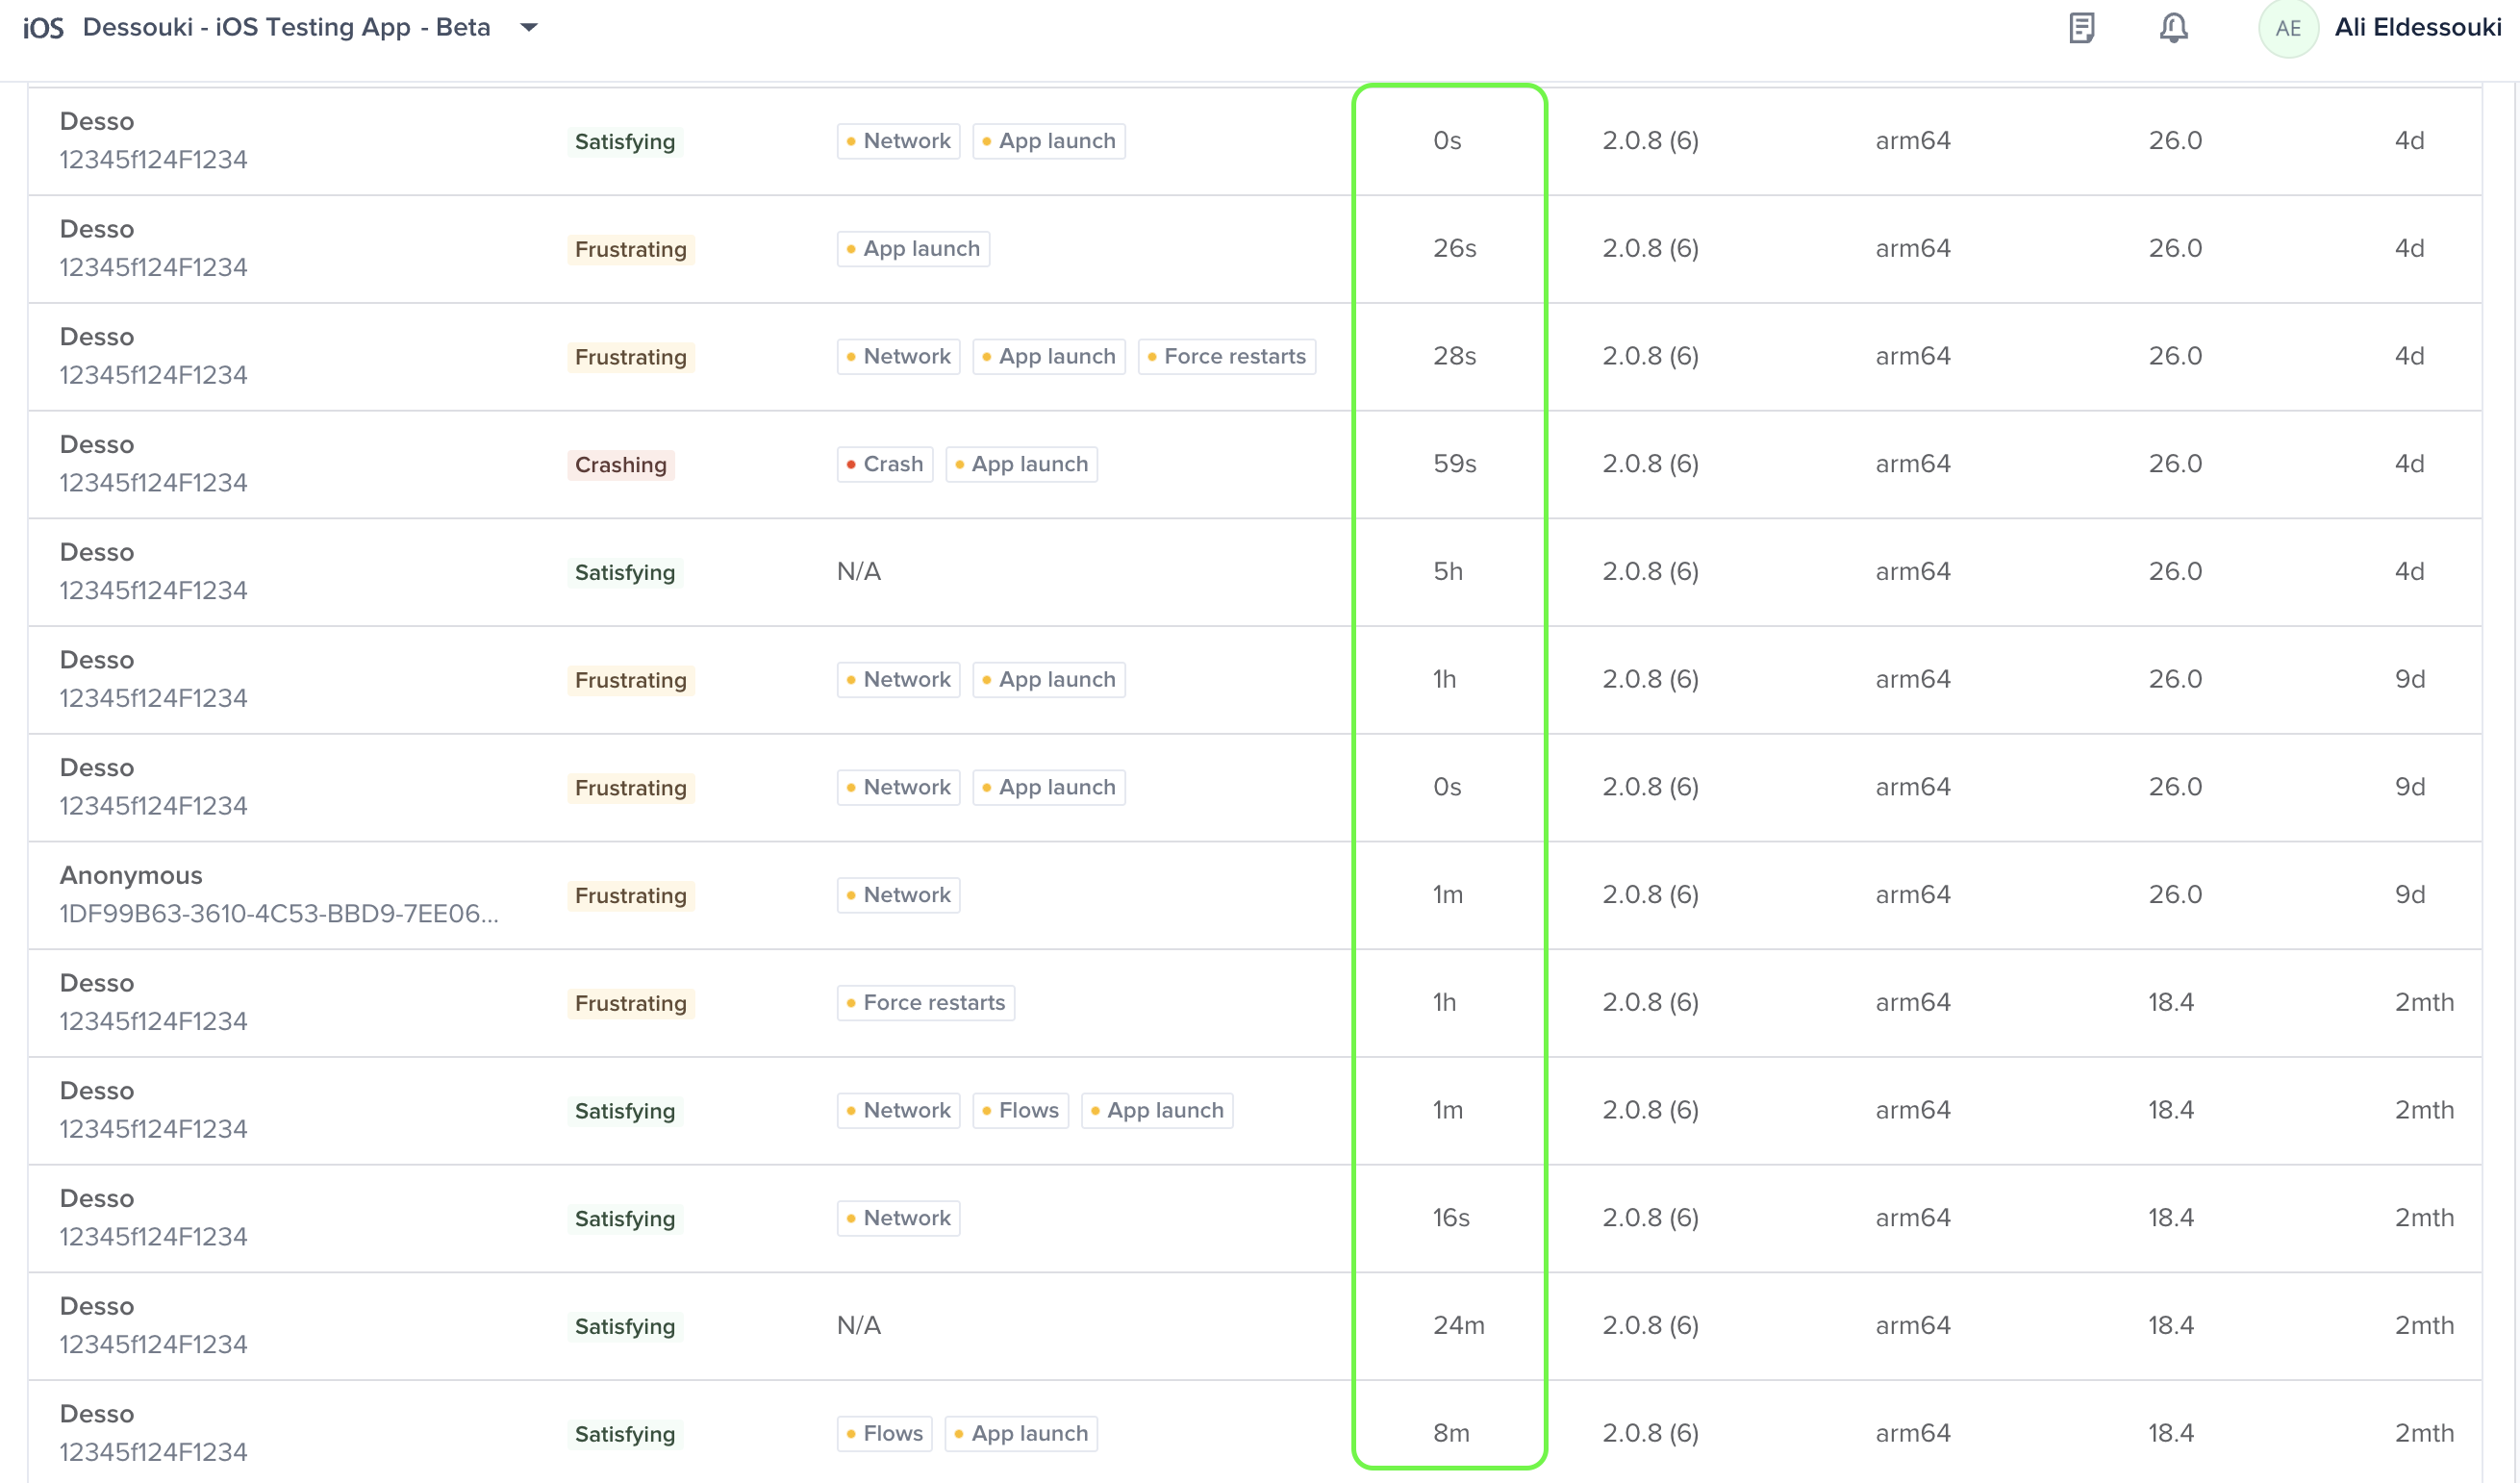 iOS Dessouki - iOS Testing App - Beta AE Ali Eldessouki
Desso
12345f124F1234 Satisfying Network App launch 0s 2.0.8 (6) arm64 26.0 4d
Desso
12345f124F1234 Frustrating App launch 26s 2.0.8 (6) arm64 26.0 4d
Desso
12345f124F1234 Frustrating Network App launch Force restarts 28s 2.0.8 (6) arm64 26.0 4d
Desso
12345f124F1234 Crashing Crash App launch 59s 2.0.8 (6) arm64 26.0 4d
Desso
12345f124F1234 Satisfying N/A 5h 2.0.8 (6) arm64 26.0 4d
Desso
12345f124F1234 Frustrating Network App launch 1h 2.0.8 (6) arm64 26.0 9d
Desso
12345f124F1234 Frustrating Network App launch 0s 2.0.8 (6) arm64 26.0 9d
Anonymous
1DF99B63-3610-4C53-BBD9-7EE06... Frustrating Network 1m 2.0.8 (6) arm64 26.0 9d
Desso
12345f124F1234 Frustrating Force restarts 1h 2.0.8 (6) arm64 18.4 2mth
Desso
12345f124F1234 Satisfying Network Flows App launch 1m 2.0.8 (6) arm64 18.4 2mth
Desso
12345f124F1234 Satisfying Network 16s 2.0.8 (6) arm64 18.4 2mth
Desso
12345f124F1234 Satisfying N/A 24m 2.0.8 (6) arm64 18.4 2mth
Desso
12345f124F1234 Satisfying Flows App launch 8m 2.0.8 (6) arm64 18.4 2mth